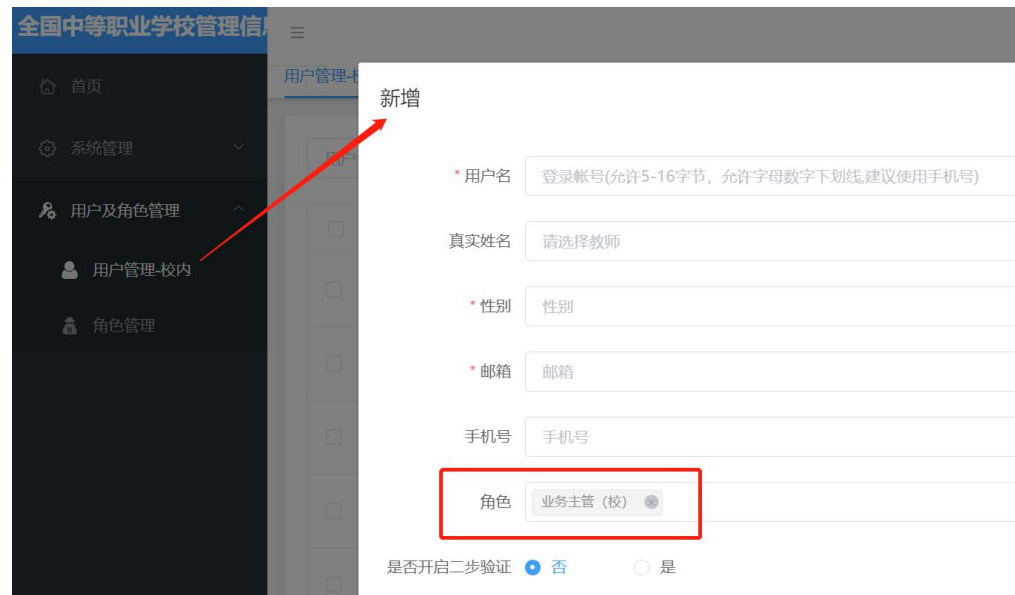 全国中等职业学校管理信
首页
系统管理
用户及角色管理
用户管理-校内
角色管理
用户管理-
用户
新增
* 用户名 登录帐号(允许5-16字节，允许字母数字下划线,建议使用手机号)
真实姓名 请选择教师
* 性别 性别
* 邮箱 邮箱
手机号 手机号
角色 业务主管（校）
是否开启二步验证 否 是